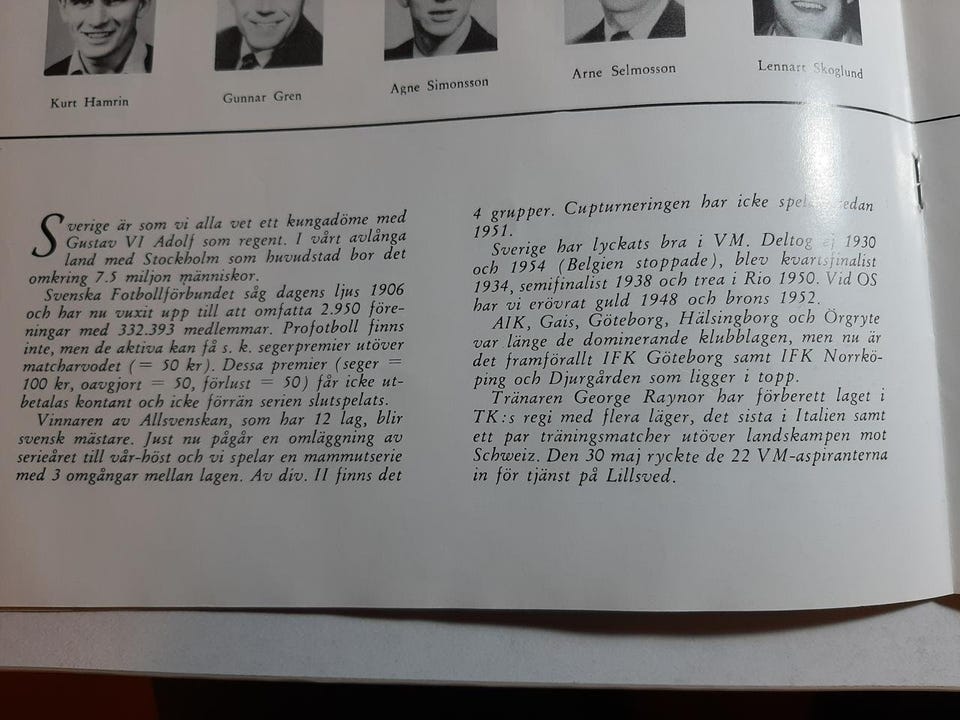 Kurt Hamrin
Gunnar Gren
Agne Simonsson
Arne Selmosson
Lennart Skoglund
Sverige är som vi alla vet ett kungadöme med
Gustav VI Adolf som regent. I vårt avlånga
land med Stockholm som huvudstad bor det
omkring 7.5 miljon människor.
Svenska Fotbollförbundet såg dagens ljus 1906
och har nu vuxit upp till att omfatta 2.950 före-
ningar med 332.393 medlemmar. Profotboll finns
inte, men de aktiva kan få s. k. segerpremier utöver
matcharvodet (= 50 kr). Dessa premier (seger =
100 kr, oavgjort = 50, förlust = 50) får icke ut-
betalas kontant och icke förrän serien slutspelats.
Vinnaren av Allsvenskan, som har 12 lag, blir
svensk mästare. Just nu pågår en omläggning av
serieåret till vår-höst och vi spelar en mammutserie
med 3 omgångar mellan lagen. Av div. II finns det
4 grupper. Cupturneringen har icke sedan
1951.
Sverige har lyckats bra i VM. Deltog ej 1930
och 1954 (Belgien stoppade), blev kvartsfinalist
1934, semifinalist 1938 och trea i Rio 1950. Vid OS
har vi erövrat guld 1948 och brons 1952.
AIK, Gais, Göteborg, Hälsingborg och Örgryte
var länge de dominerande klubblagen, men nu är
det framförallt IFK Göteborg samt IFK Norrkö-
ping och Djurgården som ligger i topp.
Tränaren George Raynor har förberett laget i
TK:s regi med flera läger, det sista i Italien samt
ett par träningsmatcher utöver landskampen mot
Schweiz. Den 30 maj ryckte de 22 VM-aspiranterna
in för tjänst på Lillsved.